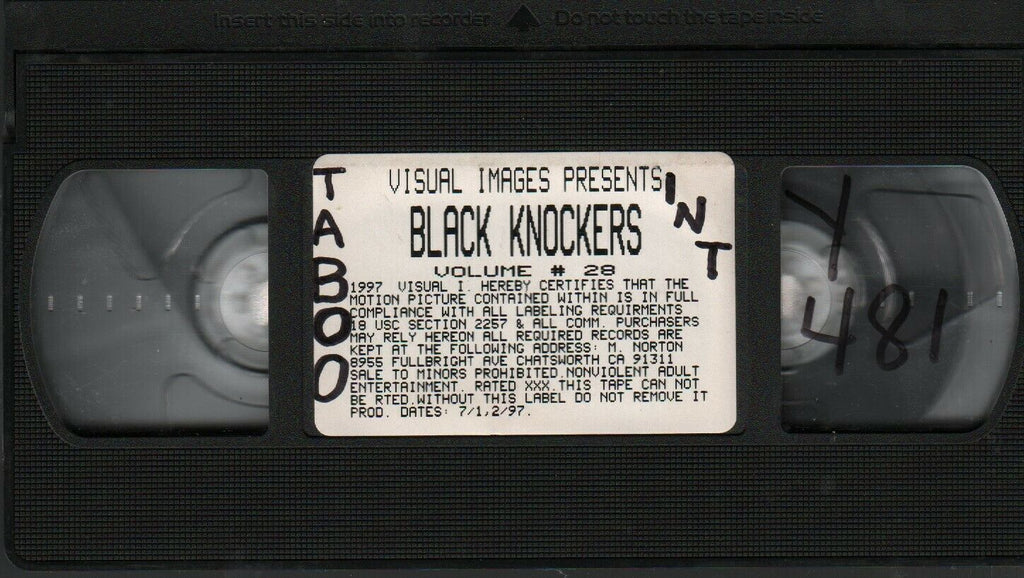 Insert this side into recorder Do not touch the tape inside
TABOO
VISUAL IMAGES PRESENTS
INT
BLACK KNOCKERS
VOLUME # 28
1997 VISUAL I. HEREBY CERTIFIES THAT THE
MOTION PICTURE CONTAINED WITHIN IS IN FULL
COMPLIANCE WITH ALL LABELING REQUIRMENTS
18 USC SECTION 2257 & ALL COMM. PURCHASERS
MAY RELY HEREON ALL REQUIRED RECORDS ARE
KEPT AT THE FOLLOWING ADDRESS: M NORTON
8955 FULLBRIGHT AVE CHATSWORTH CA 91311
SALE TO MINORS PROHIBITED.NONVIOLENT ADULT
ENTERTAINMENT. RATED XXX.THIS TAPE CAN NOT
BE RTED.WITHOUT THIS LABEL DO NOT REMOVE IT
PROD. DATES: 7/1,2/97.
Y
481